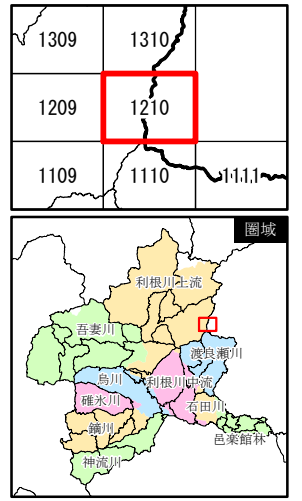 1309 1310
1209 1210
1109 1110 1111
圏域
利根川上流
吾妻川
渡良瀬川
烏川 利根川中流
碓氷川
石田川
鏑川
邑楽館林
神流川